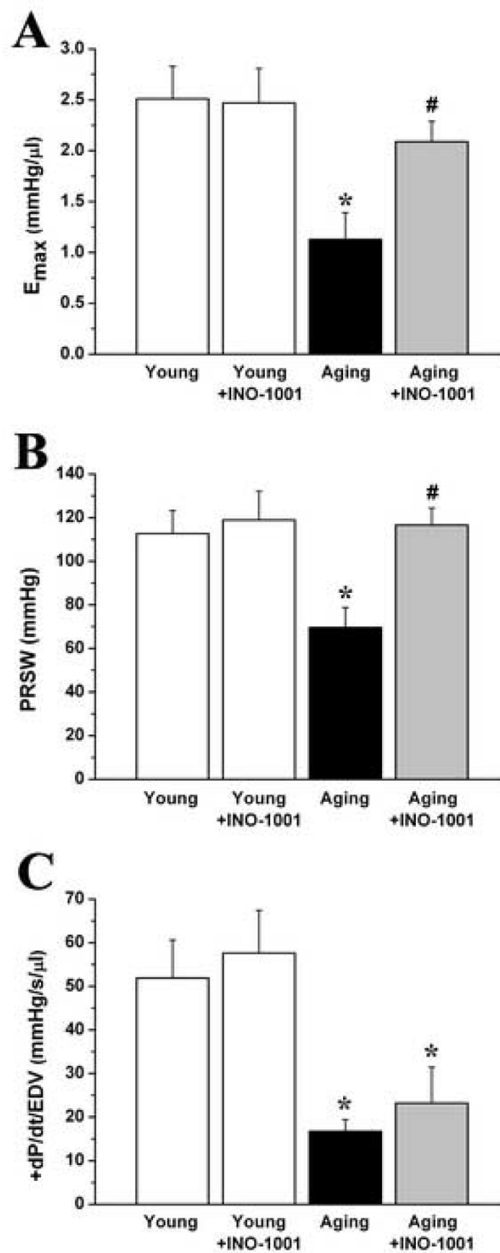 A
3.0
2.5
2.0
1.5
1.0
0.5
0.0
Emax (mmHg/µl)
*
#
Young Young Aging Aging
+INO-1001 +INO-1001
B
140
120
100
80
60
40
20
0
PRSW (mmHg)
*
#
Young Young Aging Aging
+INO-1001 +INO-1001
C
70
60
50
40
30
20
10
0
+dP/dt/EDV (mmHg/s/µl)
*
*
Young Young Aging Aging
+INO-1001 +INO-1001